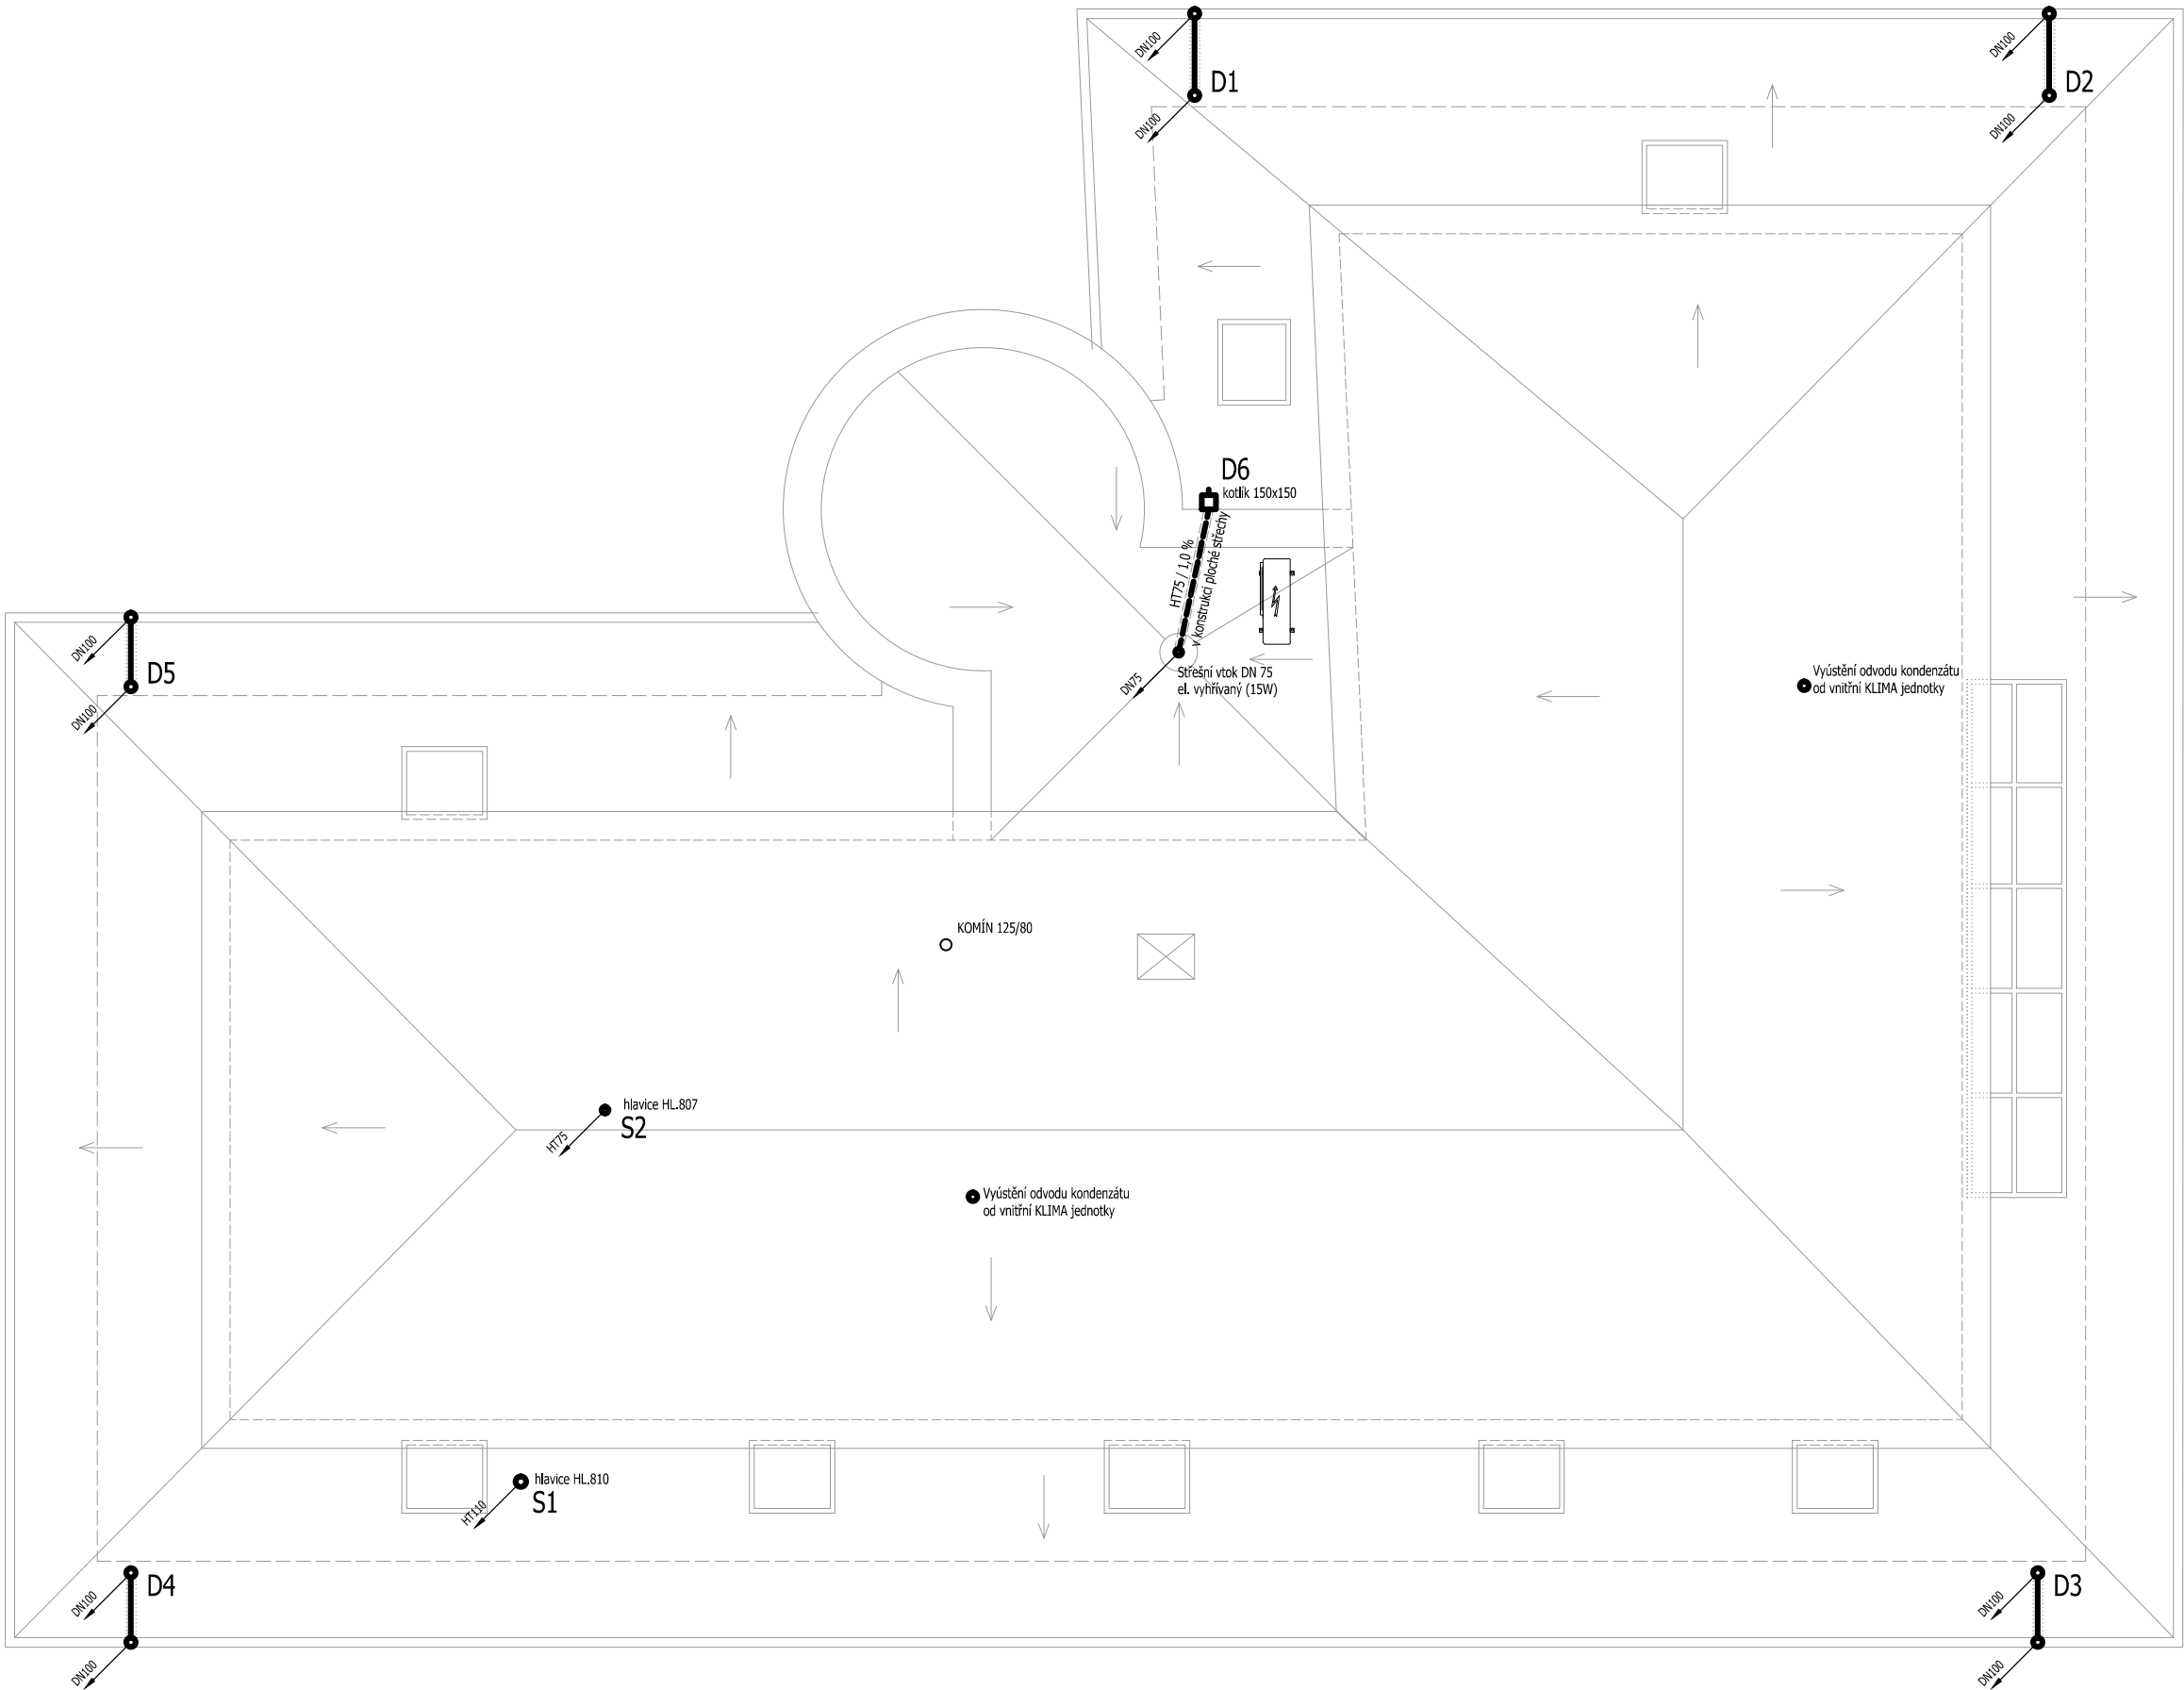 DN100
DN100
D1
D2
DN100
DN100
D6
kotlík 150x150
HT75 / 1,0 %
v konstrukci ploché střechy
DN100
D5
DN100
Střešní vtok DN 75
el. vyhřívaný (15W)
DN75
Vyústění odvodu kondenzátu
od vnitřní KLIMA jednotky
KOMÍN 125/80
hlavice HL.807
S2
HT75
Vyústění odvodu kondenzátu
od vnitřní KLIMA jednotky
hlavice HL.810
S1
HT110
D4
DN100
D3
DN100
DN100
DN100